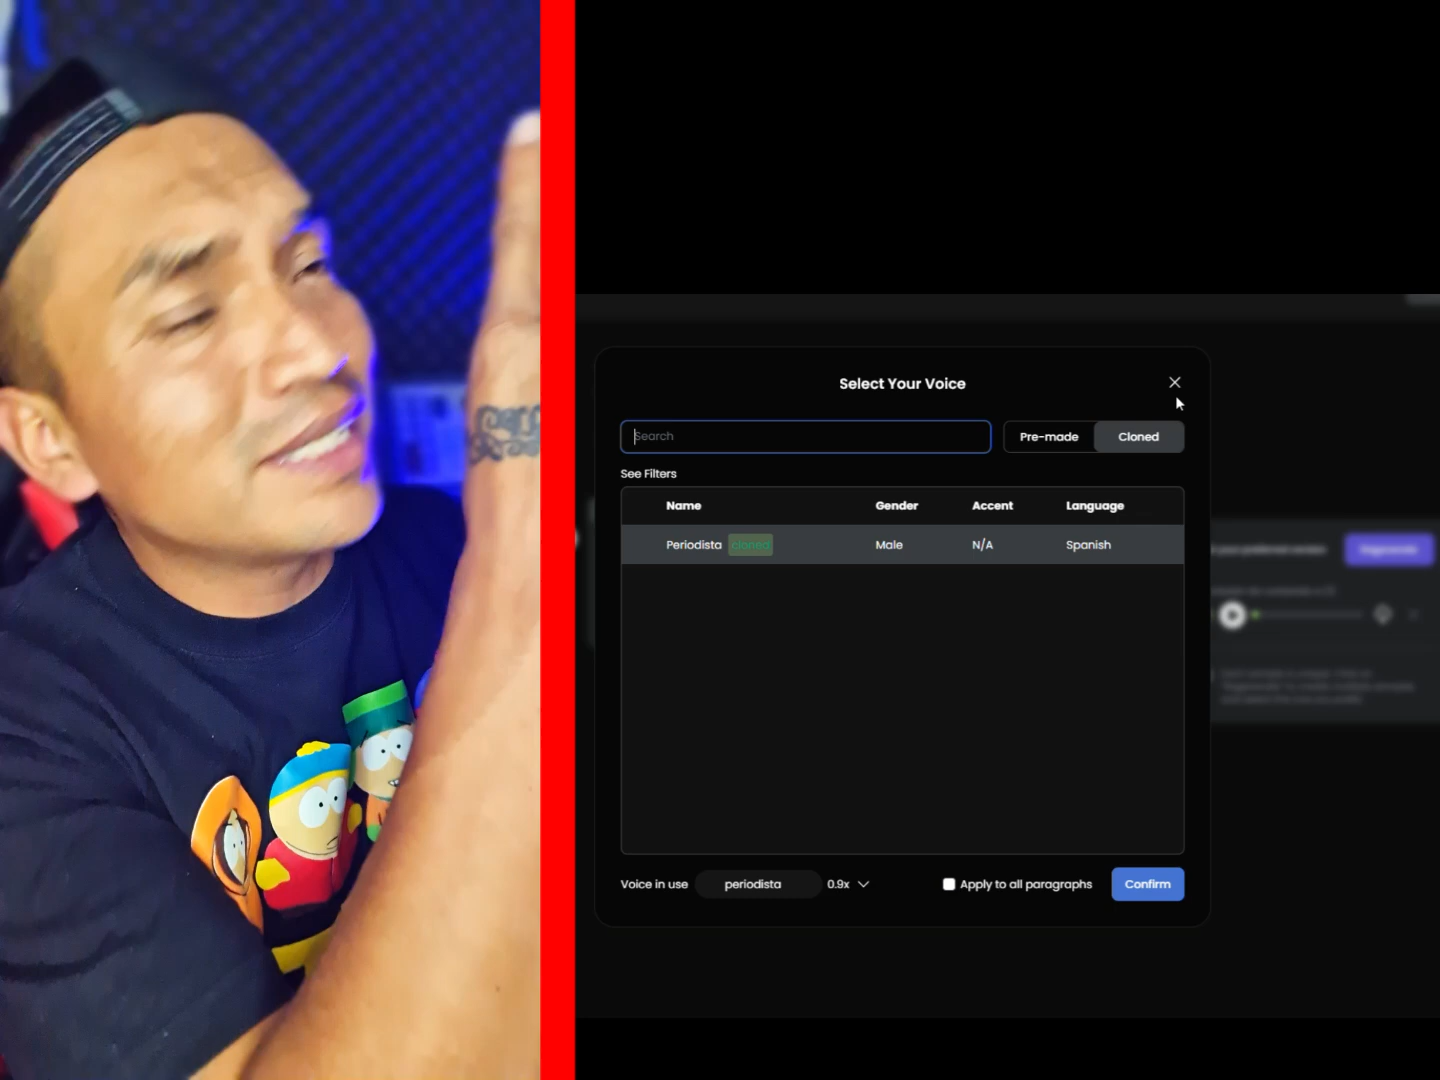 Select Your Voice
Search
Pre-made
Cloned
See Filters
Name Gender Accent Language
Periodista cloned Male N/A Spanish
Voice in use periodista 0.9x
Apply to all paragraphs
Confirm